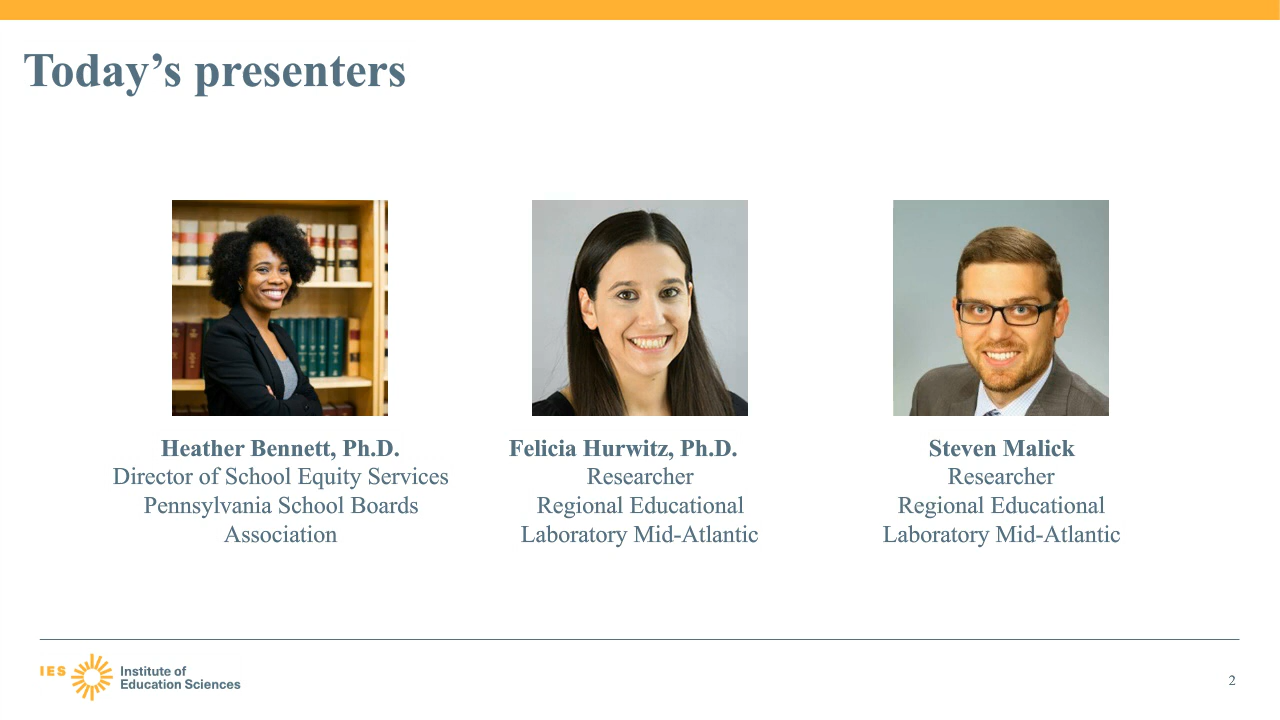 Today’s presenters
Heather Bennett, Ph.D.
Director of School Equity Services
Pennsylvania School Boards
Association
Felicia Hurwitz, Ph.D.
Researcher
Regional Educational
Laboratory Mid-Atlantic
Steven Malick
Researcher
Regional Educational
Laboratory Mid-Atlantic
IES
Institute of
Education Sciences
2